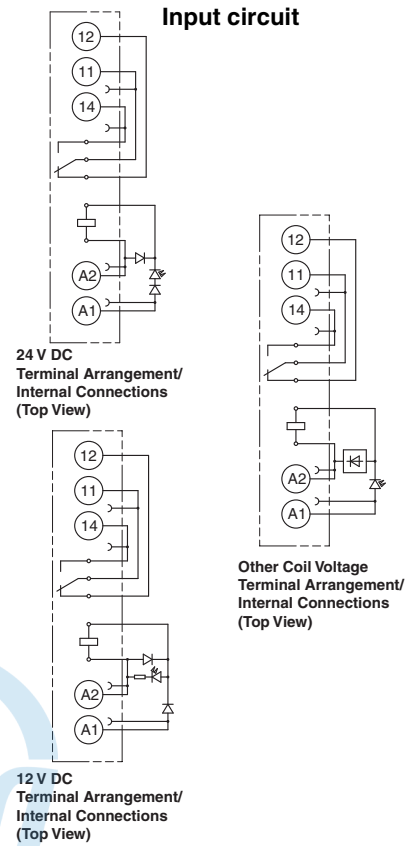 Input circuit
12
11
14
A2
A1
24 V DC
Terminal Arrangement/
Internal Connections
(Top View)
12
11
14
A2
A1
12 V DC
Terminal Arrangement/
Internal Connections
(Top View)
12
11
14
A2
A1
Other Coil Voltage
Terminal Arrangement/
Internal Connections
(Top View)